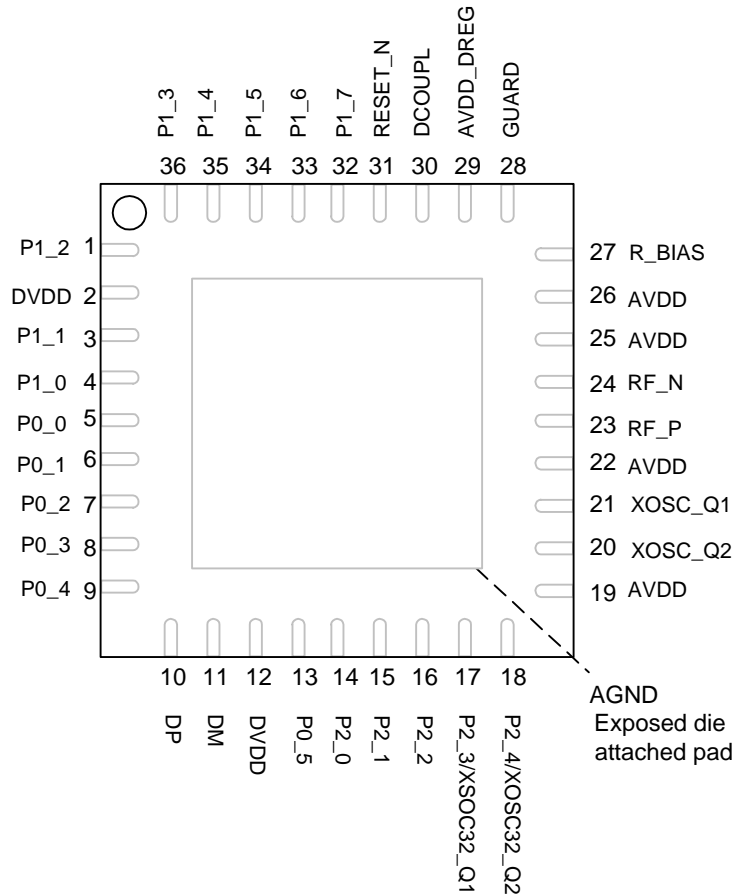 P1_3
P1_4
P1_5
P1_6
P1_7
RESET_N
DCOUPL
AVDD_DREG
GUARD
36 35 34 33 32 31 30 29 28
P1_2 1
DVDD 2
P1_1 3
P1_0 4
P0_0 5
P0_1 6
P0_2 7
P0_3 8
P0_4 9
27 R_BIAS
26 AVDD
25 AVDD
24 RF_N
23 RF_P
22 AVDD
21 XOSC_Q1
20 XOSC_Q2
19 AVDD
10 11 12 13 14 15 16 17 18
DP
DM
DVDD
P0_5
P2_0
P2_1
P2_2
P2_3/XSOC32_Q1
P2_4/XOSC32_Q2
AGND
Exposed die
attached pad